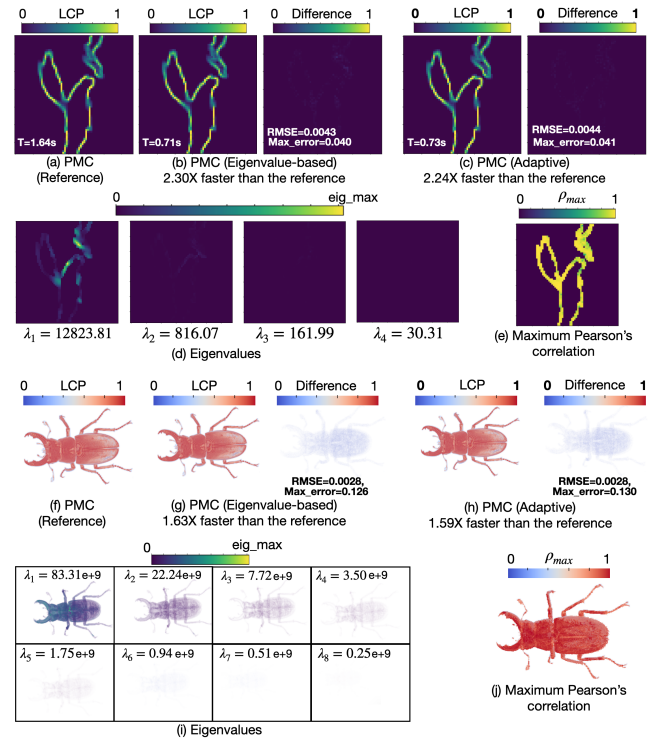 0 LCP 1
0 LCP 1
0 Difference 1
0 LCP 1
0 Difference 1
T=1.64s
T=0.71s
RMSE=0.0043
Max_error=0.040
T=0.73s
RMSE=0.0044
Max_error=0.041
(a) PMC
(Reference)
(b) PMC (Eigenvalue-based)
2.30X faster than the reference
(c) PMC (Adaptive)
2.24X faster than the reference
0 eig_max
λ₁ = 12823.81
λ₂ = 816.07
λ₃ = 161.99
λ₄ = 30.31
(d) Eigenvalues
0 ρmax 1
(e) Maximum Pearson's
correlation
0 LCP 1
0 LCP 1
0 Difference 1
0 LCP 1
0 Difference 1
RMSE=0.0028,
Max_error=0.126
RMSE=0.0028,
Max_error=0.130
(f) PMC
(Reference)
(g) PMC (Eigenvalue-based)
1.63X faster than the reference
(h) PMC (Adaptive)
1.59X faster than the reference
0 eig_max
λ₁ = 83.31e+9
λ₂ = 22.24e+9
λ₃ = 7.72e+9
λ₄ = 3.50e+9
λ₅ = 1.75e+9
λ₆ = 0.94e+9
λ₇ = 0.51e+9
λ₈ = 0.25e+9
(i) Eigenvalues
0 ρmax 1
(j) Maximum Pearson's
correlation